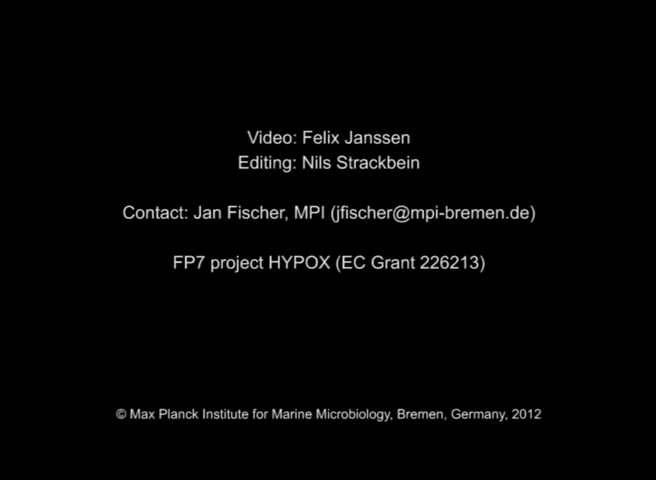 Video: Felix Janssen
Editing: Nils Strackbein
Contact: Jan Fischer, MPI (jfischer@mpi-bremen.de)
FP7 project HYPOX (EC Grant 226213)
© Max Planck Institute for Marine Microbiology, Bremen, Germany, 2012